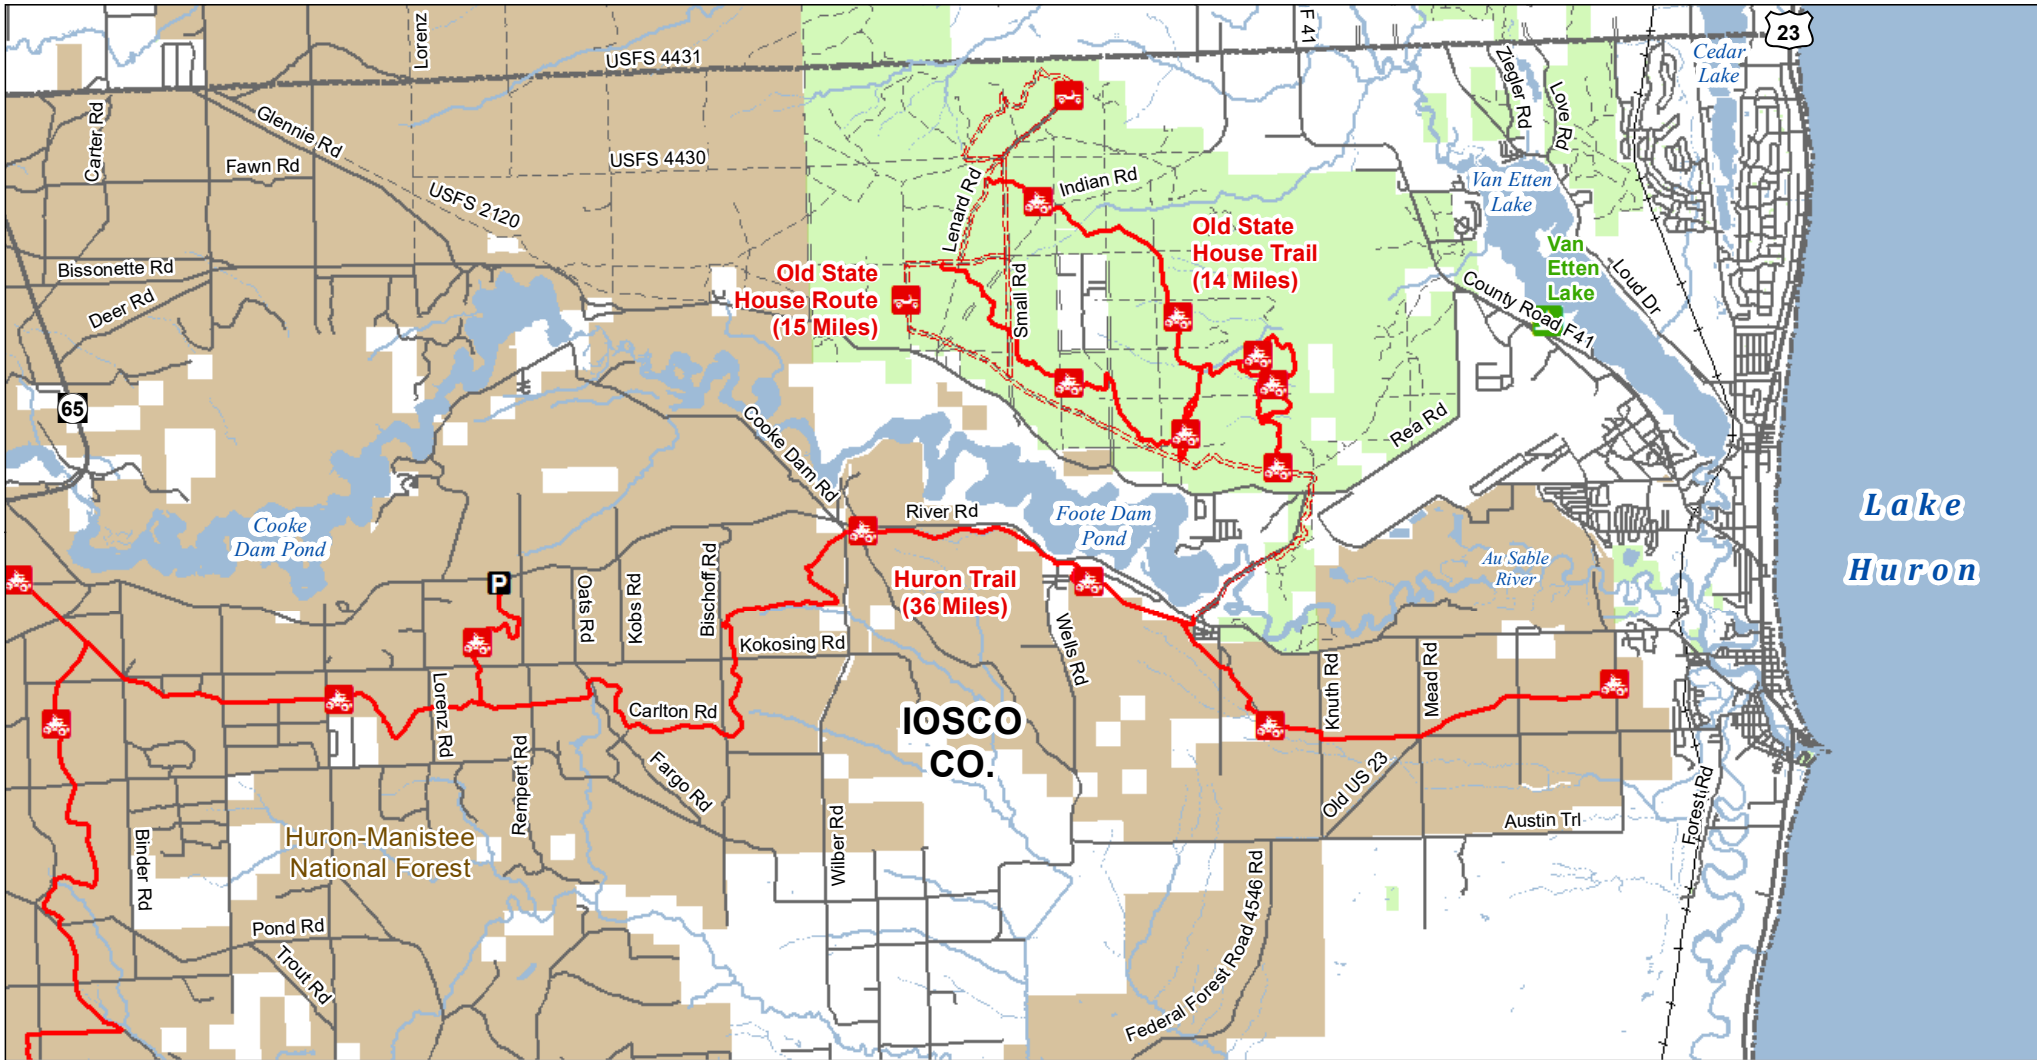 Lorenz
USFS 4431
F 41
23
Cedar
Lake
Ziegler Rd
Love Rd
Carter Rd
Glennie Rd
Fawn Rd
USFS 4430
USFS 2120
Lenard Rd
Indian Rd
Van Etten
Lake
Old State
House Trail
(14 Miles)
Van
Etten
Lake
Loud Dr
County Road F41
Bissonette Rd
Deer Rd
Old State
House Route
(15 Miles)
Small Rd
65
Cooke Dam Rd
Rea Rd
Cooke
Dam Pond
River Rd
Foote Dam
Pond
Lake
Huron
Au Sable
River
P
Oats Rd
Kobs Rd
Bischoff Rd
Huron Trail
(36 Miles)
Wells Rd
Kokosing Rd
Knuth Rd
Mead Rd
Lorenz Rd
Carlton Rd
IOSCO
CO.
Rempert Rd
Fargo Rd
Old US 23
Forest Rd
Austin Trl
Huron-Manistee
National Forest
Binder Rd
Wilber Rd
Pond Rd
Trout Rd
Federal Forest Road 4546 Rd